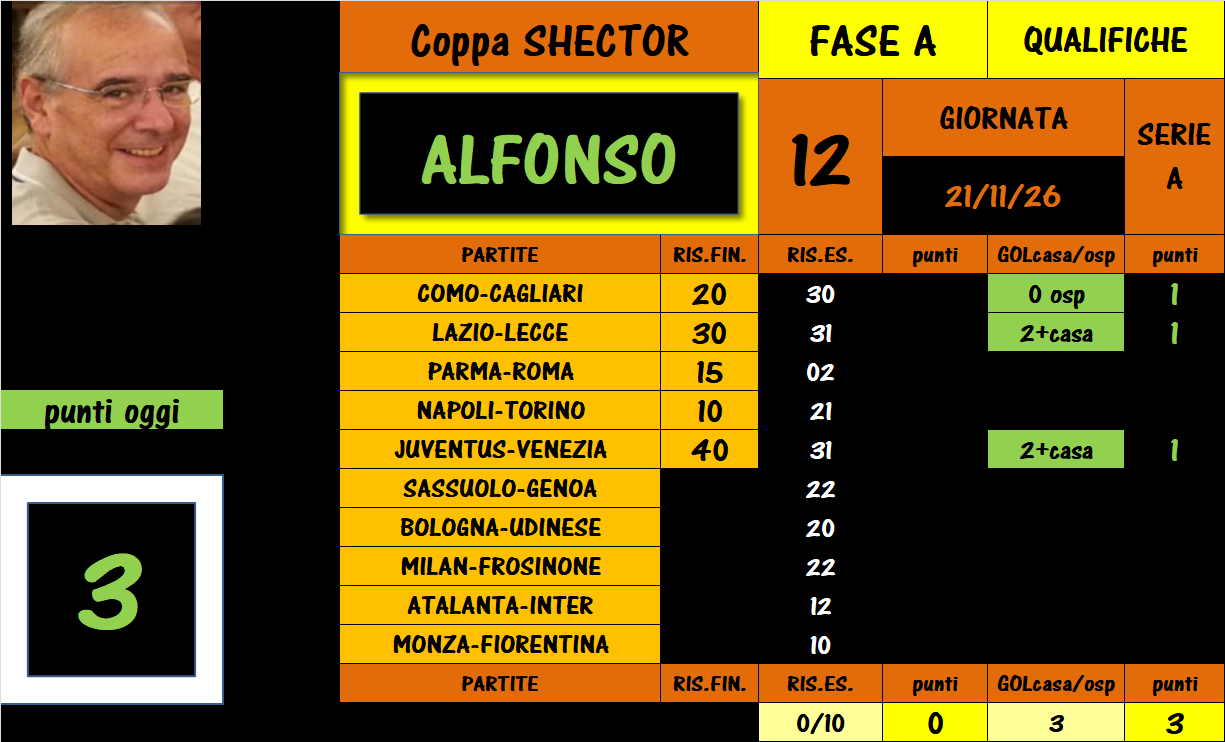 Coppa SHECTOR FASE A QUALIFICHE
ALFONSO 12 GIORNATA SERIE A
21/11/26
PARTITE RIS.FIN. RIS.ES. punti GOLcasa/osp punti
COMO-CAGLIARI 20 30 0 osp 1
LAZIO-LECCE 30 31 2+casa 1
PARMA-ROMA 15 02
punti oggi
NAPOLI-TORINO 10 21
JUVENTUS-VENEZIA 40 31 2+casa 1
SASSUOLO-GENOA 22
BOLOGNA-UDINESE 20
MILAN-FROSINONE 22
3
ATALANTA-INTER 12
MONZA-FIORENTINA 10
PARTITE RIS.FIN. RIS.ES. punti GOLcasa/osp punti
0/10 0 3 3